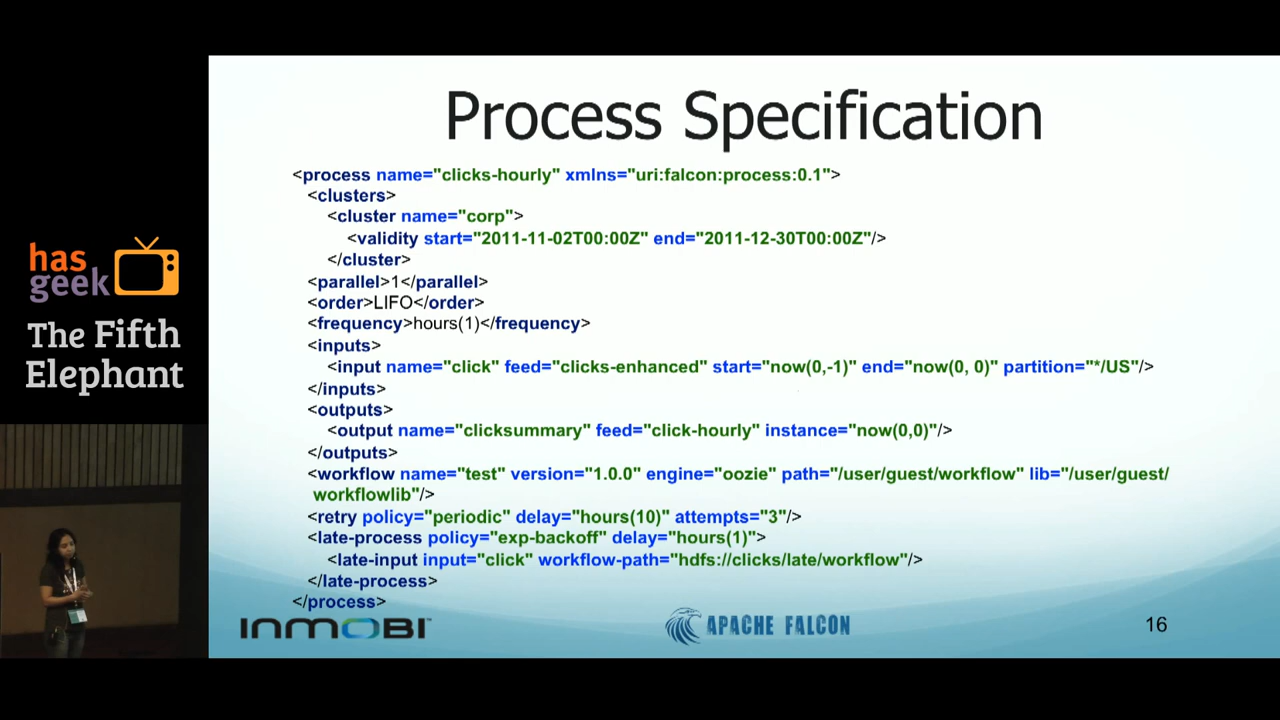 Process Specification
<process name="clicks-hourly" xmlns="uri:falcon:process:0.1">
<clusters>
<cluster name="corp">
<validity start="2011-11-02T00:00Z" end="2011-12-30T00:00Z"/>
</cluster>
<parallel>1</parallel>
<order>LIFO</order>
<frequency>hours(1)</frequency>
<inputs>
<input name="click" feed="clicks-enhanced" start="now(0,-1)" end="now(0, 0)" partition="*/US"/>
</inputs>
<outputs>
<output name="clicksummary" feed="click-hourly" instance="now(0,0)"/>
</outputs>
<workflow name="test" version="1.0.0" engine="oozie" path="/user/guest/workflow" lib="/user/guest/
workflowlib"/>
<retry policy="periodic" delay="hours(10)" attempts="3"/>
<late-process policy="exp-backoff" delay="hours(1)">
<late-input input="click" workflow-path="hdfs://clicks/late/workflow"/>
</late-process>
</process>
INMOBI
APACHE FALCON
16
has
geek
The Fifth
Elephant